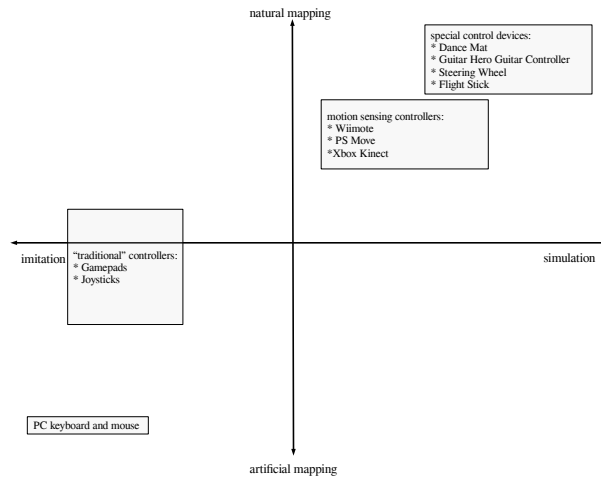 natural mapping
special control devices:
* Dance Mat
* Guitar Hero Guitar Controller
* Steering Wheel
* Flight Stick
motion sensing controllers:
* Wiimote
* PS Move
*Xbox Kinect
imitation
simulation
“traditional” controllers:
* Gamepads
* Joysticks
PC keyboard and mouse
artificial mapping